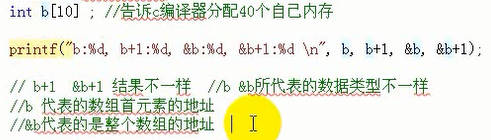 int b[10] ; //告诉c编译器分配40个自己内存
printf("b:%d, b+1:%d, &b:%d, &b+1:%d \n", b, b+1, &b, &b+1);
// b+1 &b+1 结果不一样 //b &b所代表的数据类型不一样
//b 代表的数组首元素的地址
//&b代表的是整个数组的地址